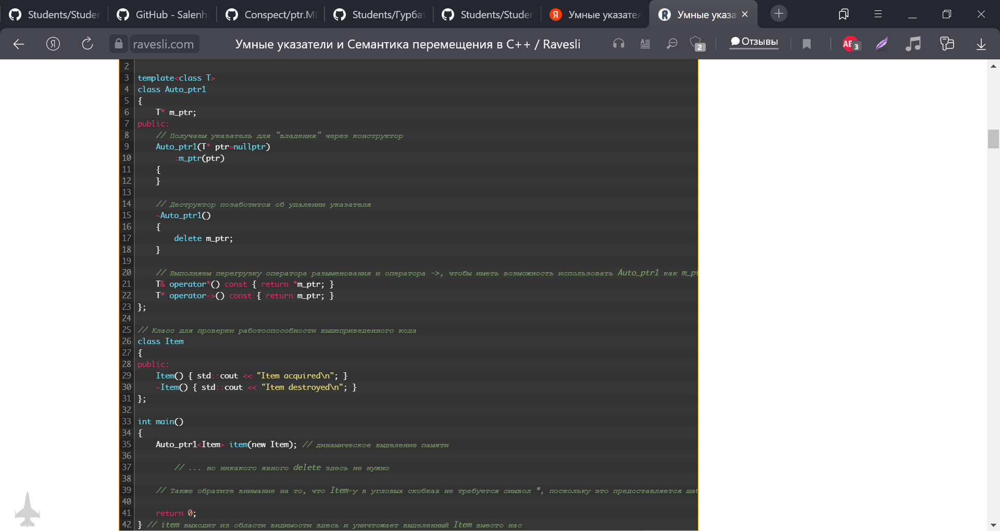 Students/Studer
GitHub - Salenha
Conspect/ptr.MD
Students/Гурбат
Students/Studer
Умные указател
Умные указа
ravesli.com
Умные указатели и Семантика перемещения в С++ / Ravesli
2
Отзывы
3
2
3 template<class T>
4 class Auto_ptr1
5 {
6 T* m_ptr;
7 public:
8 // Получаем указатель для "владения" через конструктор
9 Auto_ptr1(T* ptr=nullptr)
10 :m_ptr(ptr)
11 {
12 }
13
14 // Деструктор позаботится об удалении указателя
15 ~Auto_ptr1()
16 {
17 delete m_ptr;
18 }
19
20 // Выполняем перегрузку оператора разыменования и оператора ->, чтобы иметь возможность использовать Auto_ptr1 как m_pt
21 T& operator*() const { return *m_ptr; }
22 T* operator->() const { return m_ptr; }
23 };
24
25 // Класс для проверки работоспособности вышеприведенного кода
26 class Item
27 {
28 public:
29 Item() { std::cout << "Item acquired\n"; }
30 ~Item() { std::cout << "Item destroyed\n"; }
31 };
32
33 int main()
34 {
35 Auto_ptr1<Item> item(new Item); // динамическое выделение памяти
36
37 // ... но никакого явного delete здесь не нужно
38
39 // Также обратите внимание на то, что Item-у в угловых скобках не требуется символ *, поскольку это предоставляется ша
40
41 return 0;
42 } // item выходит из области видимости здесь и уничтожает выделенный Item вместо нас